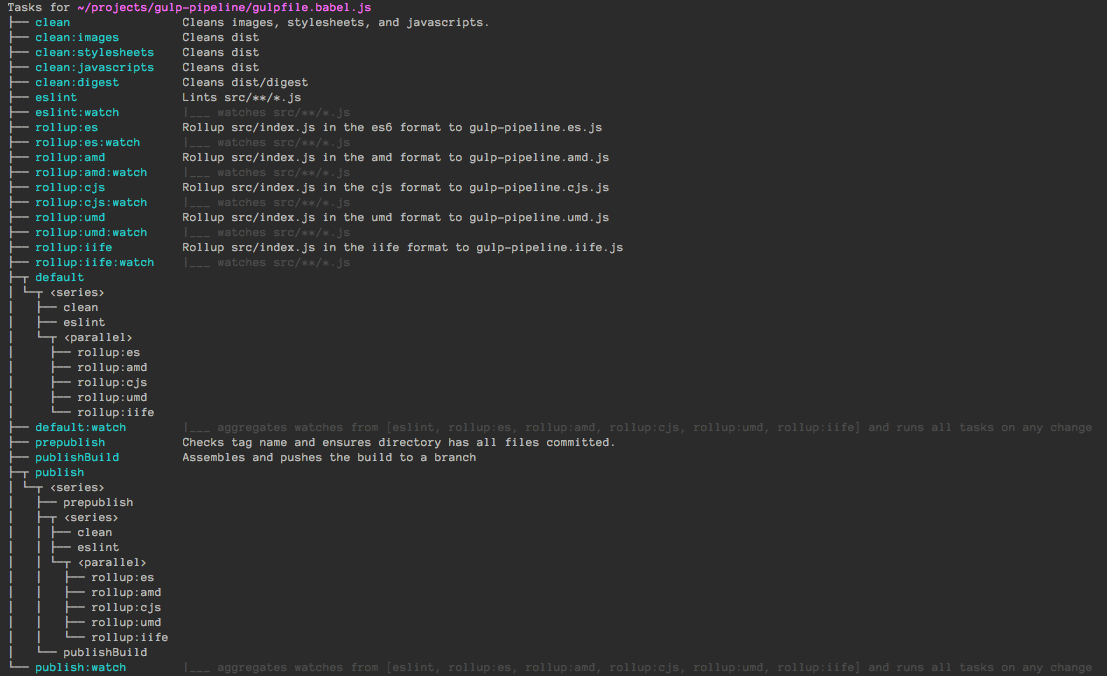 Tasks for ~/projects/gulp-pipeline/gulpfile.babel.js
├── clean               Cleans images, stylesheets, and javascripts.
├── clean:images        Cleans dist
├── clean:stylesheets   Cleans dist
├── clean:javascripts   Cleans dist
├── clean:digest        Cleans dist/digest
├── eslint              Lints src/**/*.js
├── eslint:watch        |___ watches src/**/*.js
├── rollup:es           Rollup src/index.js in the es6 format to gulp-pipeline.es.js
├── rollup:es:watch     |___ watches src/**/*.js
├── rollup:amd          Rollup src/index.js in the amd format to gulp-pipeline.amd.js
├── rollup:amd:watch    |___ watches src/**/*.js
├── rollup:cjs          Rollup src/index.js in the cjs format to gulp-pipeline.cjs.js
├── rollup:cjs:watch    |___ watches src/**/*.js
├── rollup:umd          Rollup src/index.js in the umd format to gulp-pipeline.umd.js
├── rollup:umd:watch    |___ watches src/**/*.js
├── rollup:iife         Rollup src/index.js in the iife format to gulp-pipeline.iife.js
├── rollup:iife:watch   |___ watches src/**/*.js
├─┬ default
│ └─┬ <series>
│   ├── clean
│   ├── eslint
│   └─┬ <parallel>
│     ├── rollup:es
│     ├── rollup:amd
│     ├── rollup:cjs
│     ├── rollup:umd
│     └── rollup:iife
├── default:watch       |___ aggregates watches from [eslint, rollup:es, rollup:amd, rollup:cjs, rollup:umd, rollup:iife] and runs all tasks on any change
├── prepublish          Checks tag name and ensures directory has all files committed.
├── publishBuild        Assembles and pushes the build to a branch
├─┬ publish
│ └─┬ <series>
│   ├── prepublish
│   ├─┬ <series>
│   │ ├── clean
│   │ ├── eslint
│   │ └─┬ <parallel>
│   │   ├── rollup:es
│   │   ├── rollup:amd
│   │   ├── rollup:cjs
│   │   ├── rollup:umd
│   │   └── rollup:iife
│   └── publishBuild
└── publish:watch       |___ aggregates watches from [eslint, rollup:es, rollup:amd, rollup:cjs, rollup:umd, rollup:iife] and runs all tasks on any change